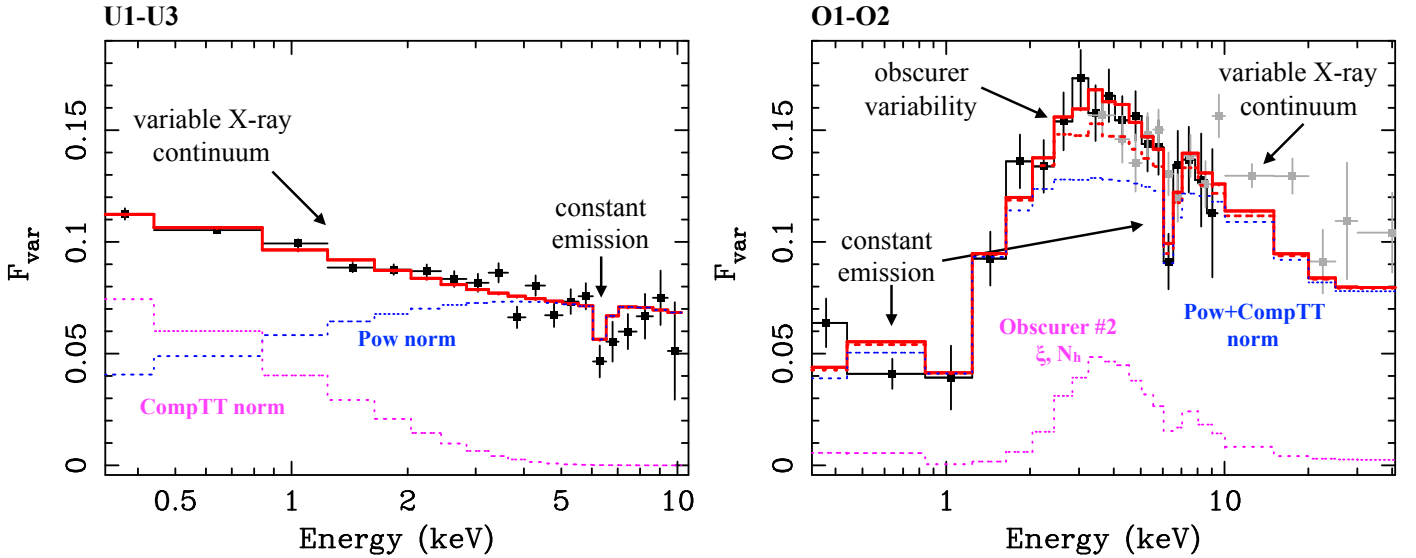 U1-U3
variable X-ray
continuum
constant
emission
Pow norm
CompTT norm
F_var
0
0.05
0.1
0.15
0.5
1
2
5
10
Energy (keV)
O1-O2
obscurer
variability
variable X-ray
continuum
constant
emission
Obscurer #2
ξ, N_h
Pow+CompTT
norm
F_var
0
0.05
0.1
0.15
1
10
Energy (keV)